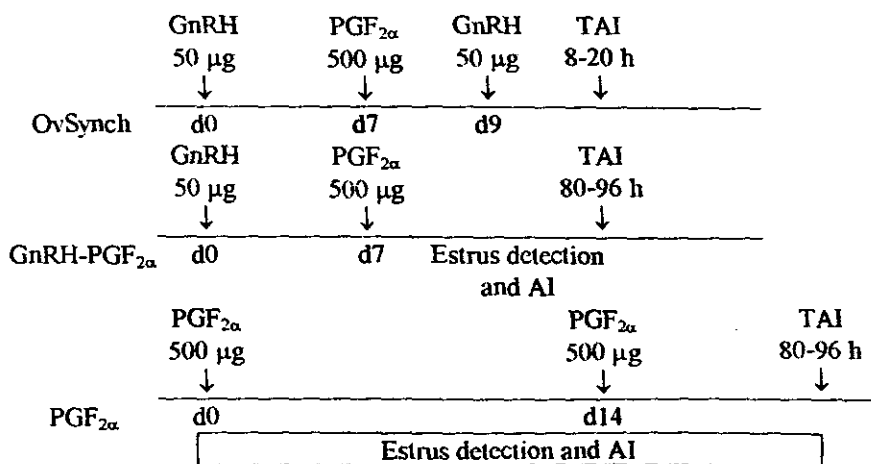 GnRH PGF2α GnRH TAI
50 µg 500 µg 50 µg 8-20 h
OvSynch d0 d7 d9
GnRH PGF2α TAI
50 µg 500 µg 80-96 h
GnRH-PGF2α d0 d7 Estrus detection
and AI
PGF2α PGF2α TAI
500 µg 500 µg 80-96 h
PGF2α d0 d14
Estrus detection and AI